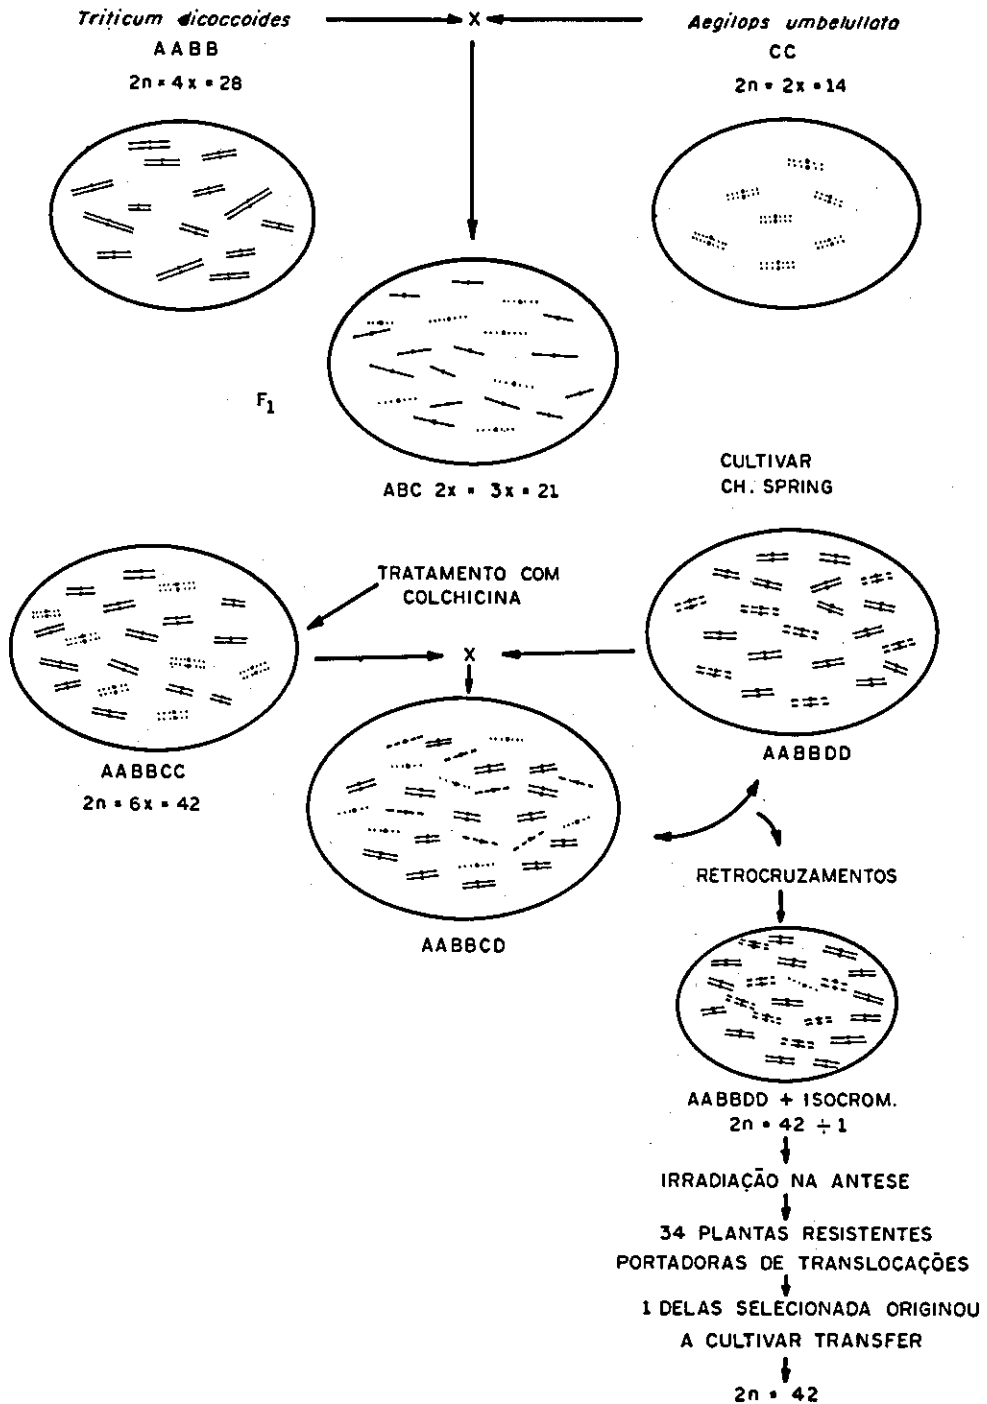 Triticum dicoccoides
X
Aegilops umbelullata
AABB
CC
2n = 4x = 28
2n = 2x = 14
F1
ABC 2x = 3x = 21
CULTIVAR
CH. SPRING
TRATAMENTO COM
COLCHICINA
X
AABBCC
2n = 6x = 42
AABBDD
AABBCD
RETROCRUZAMENTOS
AABBDD + ISOCROM.
2n = 42 ÷ 1
IRRADIAÇÃO NA ANTESE
34 PLANTAS RESISTENTES
PORTADORAS DE TRANSLOCAÇÕES
1 DELAS SELECIONADA ORIGINOU
A CULTIVAR TRANSFER
2n = 42